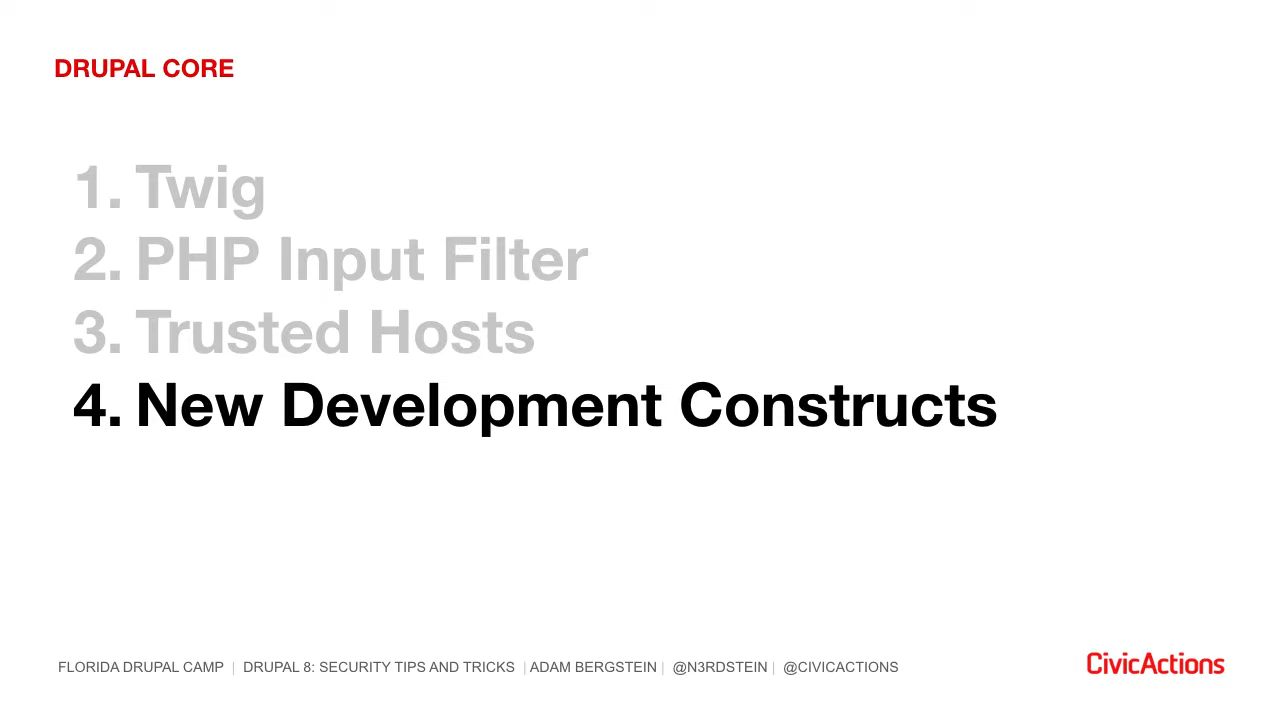 DRUPAL CORE
1. Twig
2. PHP Input Filter
3. Trusted Hosts
4. New Development Constructs
FLORIDA DRUPAL CAMP | DRUPAL 8: SECURITY TIPS AND TRICKS | ADAM BERGSTEIN | @N3RDSTEIN | @CIVICACTIONS
CivicActions